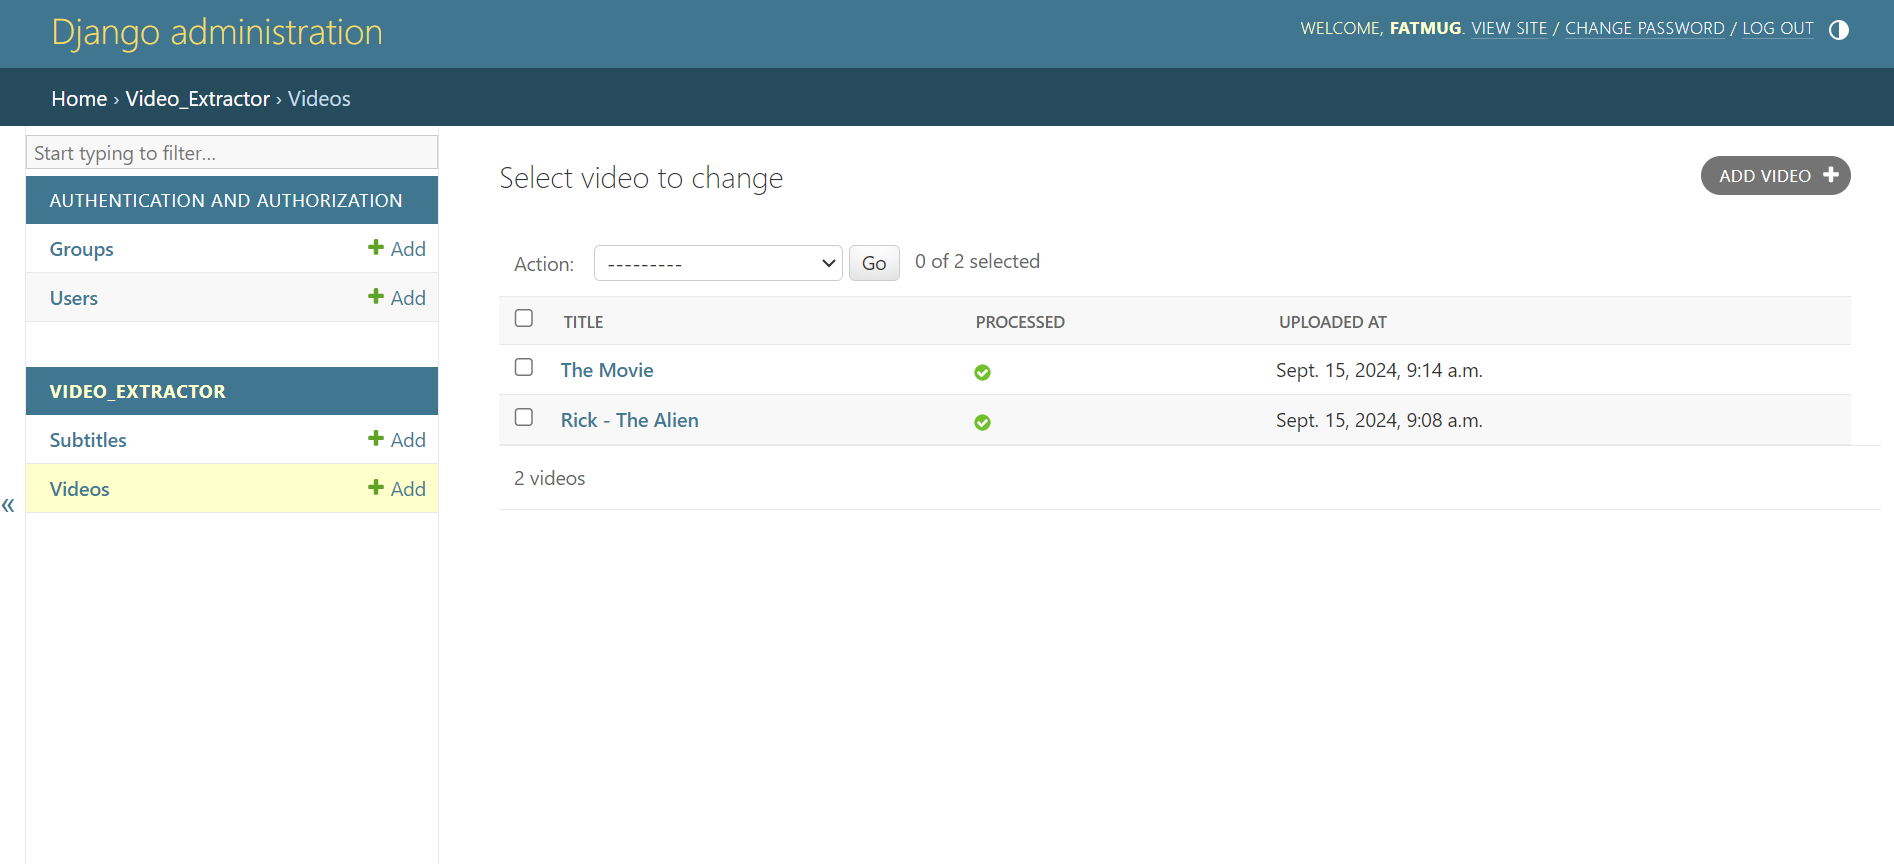 Django administration
WELCOME, FATMUG. VIEW SITE / CHANGE PASSWORD / LOG OUT
Home › Video_Extractor › Videos
Start typing to filter...
AUTHENTICATION AND AUTHORIZATION
Groups Add
Users Add
VIDEO_EXTRACTOR
Subtitles Add
Videos Add
«
Select video to change
ADD VIDEO
Action: --------- Go 0 of 2 selected
TITLE PROCESSED UPLOADED AT
The Movie Sept. 15, 2024, 9:14 a.m.
Rick - The Alien Sept. 15, 2024, 9:08 a.m.
2 videos